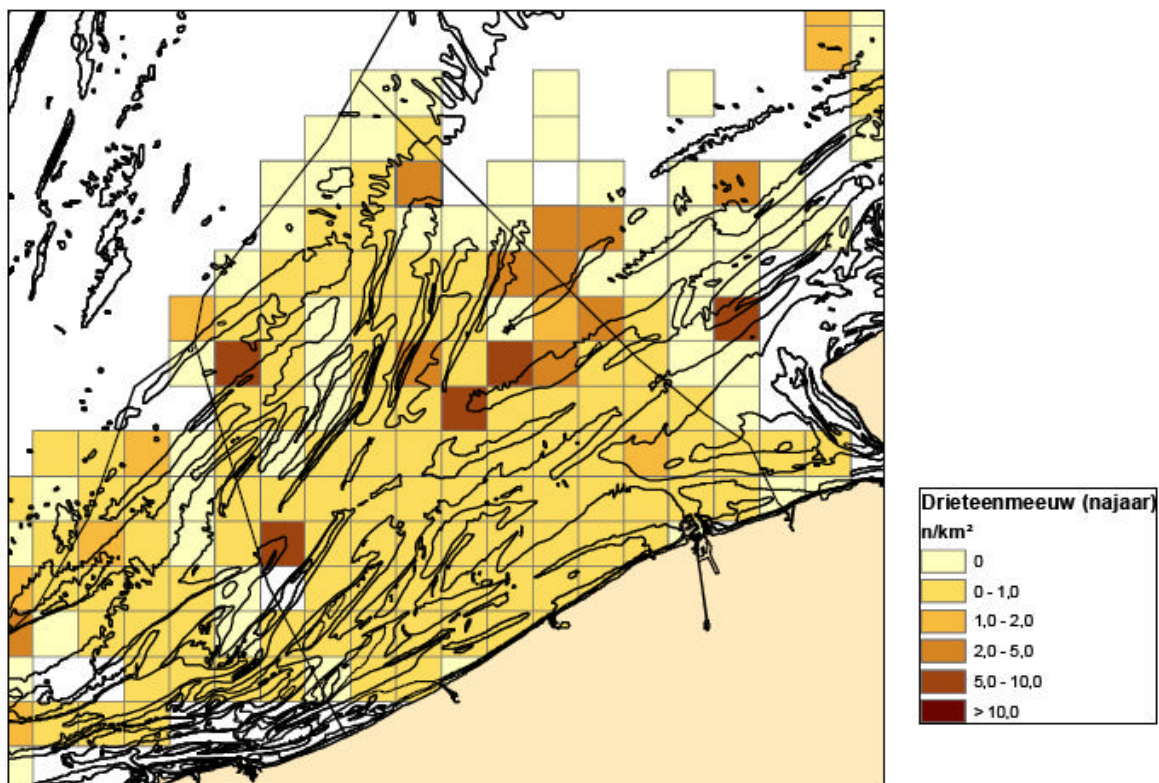 Drieteenmeeuw (najaar)
n/km²
0
0 - 1,0
1,0 - 2,0
2,0 - 5,0
5,0 - 10,0
> 10,0